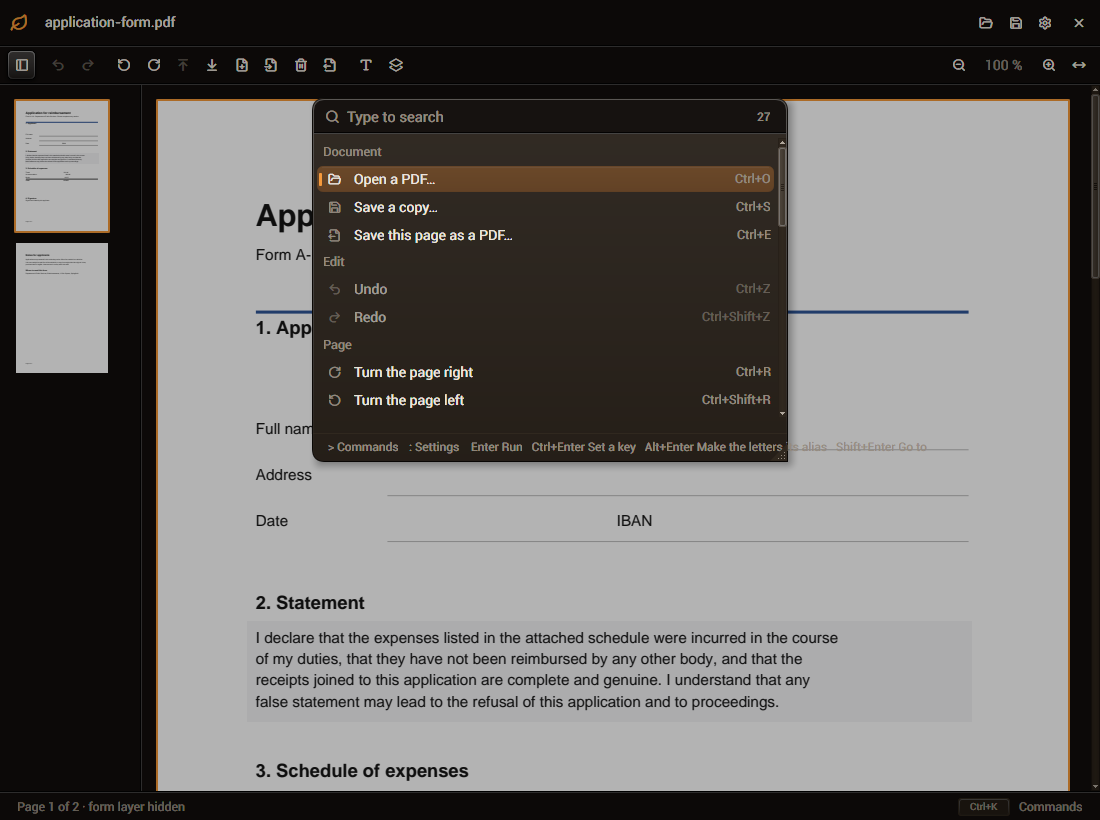 application-form.pdf
100 %
Type to search
27
Document
Open a PDF...
Ctrl+O
Save a copy...
Ctrl+S
Save this page as a PDF...
Ctrl+E
Edit
Undo
Ctrl+Z
Redo
Ctrl+Shift+Z
Page
Turn the page right
Ctrl+R
Turn the page left
Ctrl+Shift+R
> Commands : Settings Enter Run Ctrl+Enter Set a key Alt+Enter Make the letters alias Shift+Enter Go to
App
Form A-
1. App
Full nam
Address
Date IBAN
2. Statement
I declare that the expenses listed in the attached schedule were incurred in the course
of my duties, that they have not been reimbursed by any other body, and that the
receipts joined to this application are complete and genuine. I understand that any
false statement may lead to the refusal of this application and to proceedings.
3. Schedule of expenses
Page 1 of 2 · form layer hidden
Ctrl+K Commands